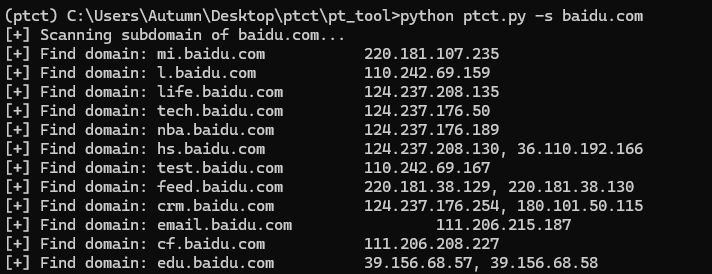 (ptct) C:\Users\Autumn\Desktop\ptct\pt_tool>python ptct.py -s baidu.com
[+] Scanning subdomain of baidu.com...
[+] Find domain: mi.baidu.com 220.181.107.235
[+] Find domain: l.baidu.com 110.242.69.159
[+] Find domain: life.baidu.com 124.237.208.135
[+] Find domain: tech.baidu.com 124.237.176.50
[+] Find domain: nba.baidu.com 124.237.176.189
[+] Find domain: hs.baidu.com 124.237.208.130, 36.110.192.166
[+] Find domain: test.baidu.com 110.242.69.167
[+] Find domain: feed.baidu.com 220.181.38.129, 220.181.38.130
[+] Find domain: crm.baidu.com 124.237.176.254, 180.101.50.115
[+] Find domain: email.baidu.com 111.206.215.187
[+] Find domain: cf.baidu.com 111.206.208.227
[+] Find domain: edu.baidu.com 39.156.68.57, 39.156.68.58